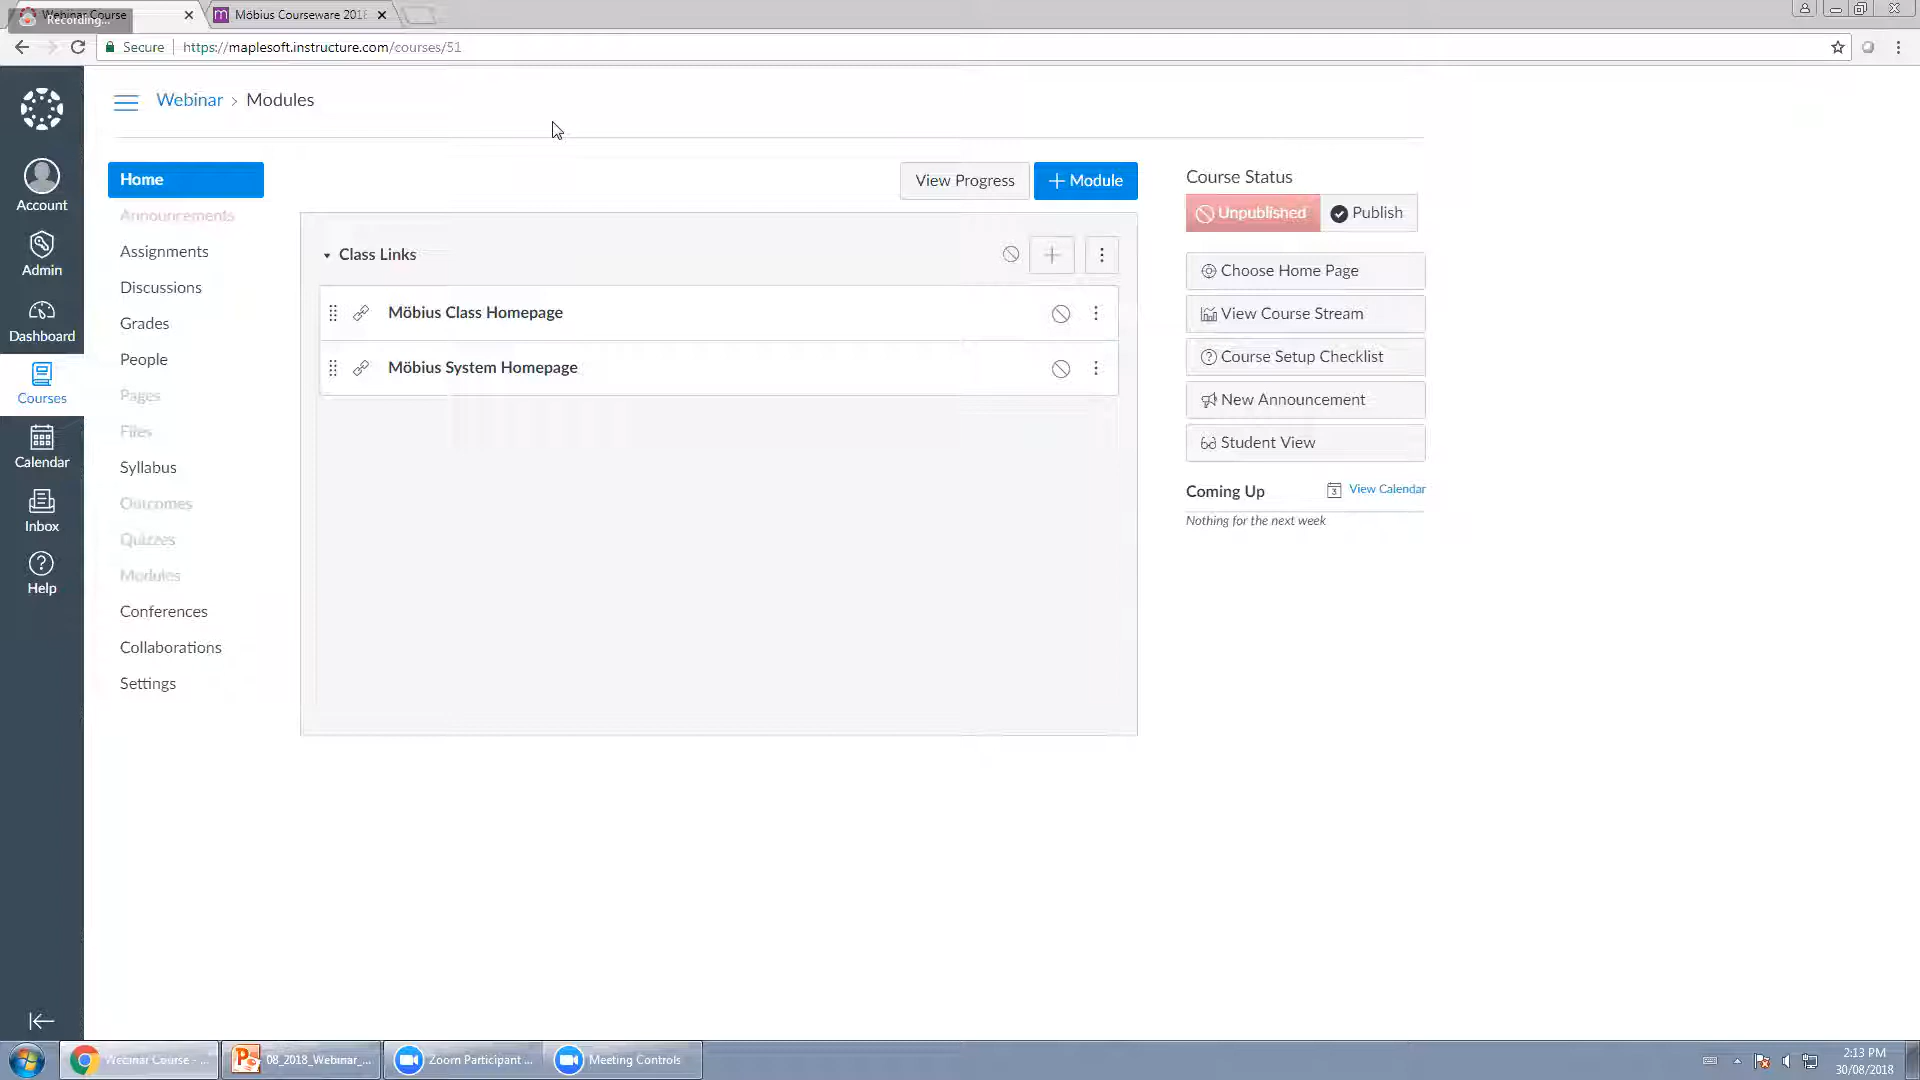 Webinar Course
Recording...
Möbius Courseware 2018
Secure
https://maplesoft.instructure.com/courses/51
Webinar › Modules
Account
Admin
Dashboard
Courses
Calendar
Inbox
Help
Home
Announcements
Assignments
Discussions
Grades
People
Pages
Files
Syllabus
Outcomes
Quizzes
Modules
Conferences
Collaborations
Settings
View Progress
+ Module
Class Links
Möbius Class Homepage
Möbius System Homepage
Course Status
Unpublished
Publish
Choose Home Page
View Course Stream
Course Setup Checklist
New Announcement
Student View
Coming Up
3
View Calendar
Nothing for the next week
Webinar Course - ...
08_2018_Webinar_...
Zoom Participant ...
Meeting Controls
2:13 PM
30/08/2018